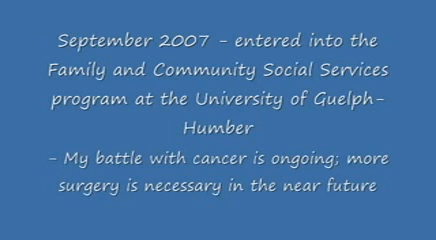 September 2007 - entered into the
Family and Community Social Services
program at the University of Guelph-
Humber
- My battle with cancer is ongoing; more
surgery is necessary in the near future